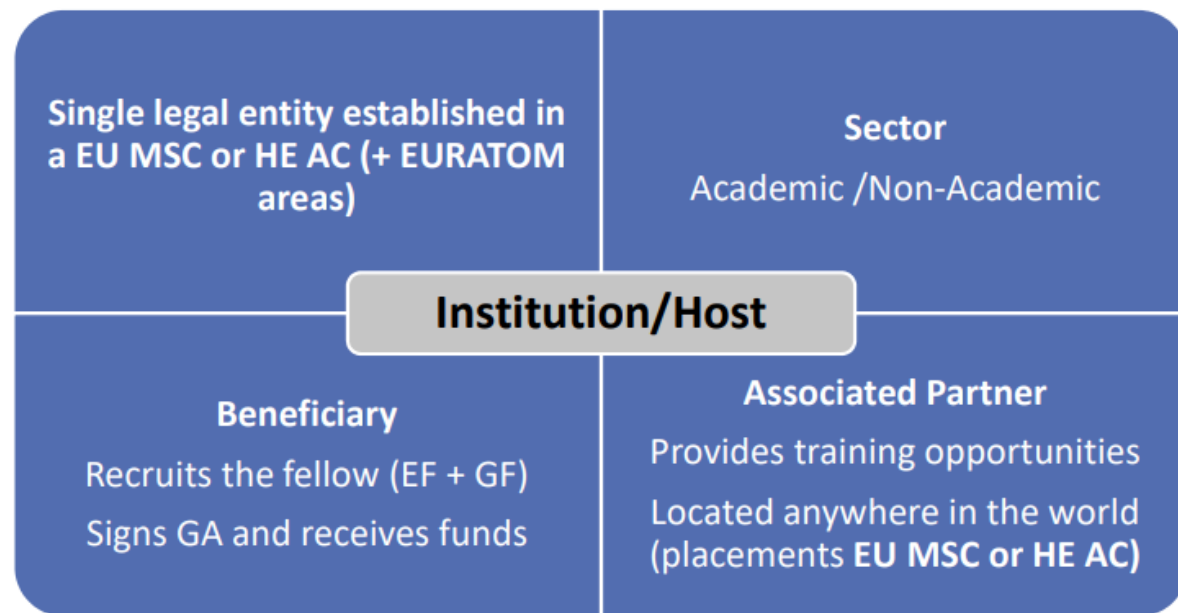 Single legal entity established in
a EU MSC or HE AC (+ EURATOM
areas)
Sector
Academic /Non-Academic
Institution/Host
Beneficiary
Recruits the fellow (EF + GF)
Signs GA and receives funds
Associated Partner
Provides training opportunities
Located anywhere in the world
(placements EU MSC or HE AC)